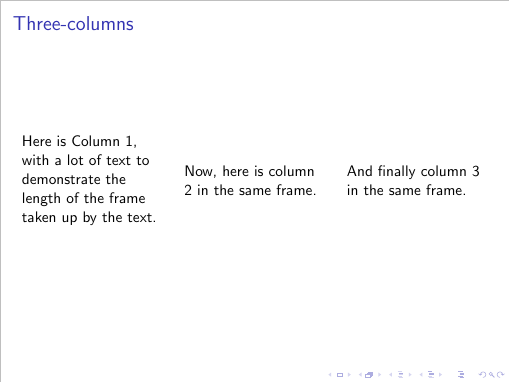 Three-columns
Here is Column 1,
with a lot of text to
demonstrate the
length of the frame
taken up by the text.
Now, here is column
2 in the same frame.
And finally column 3
in the same frame.